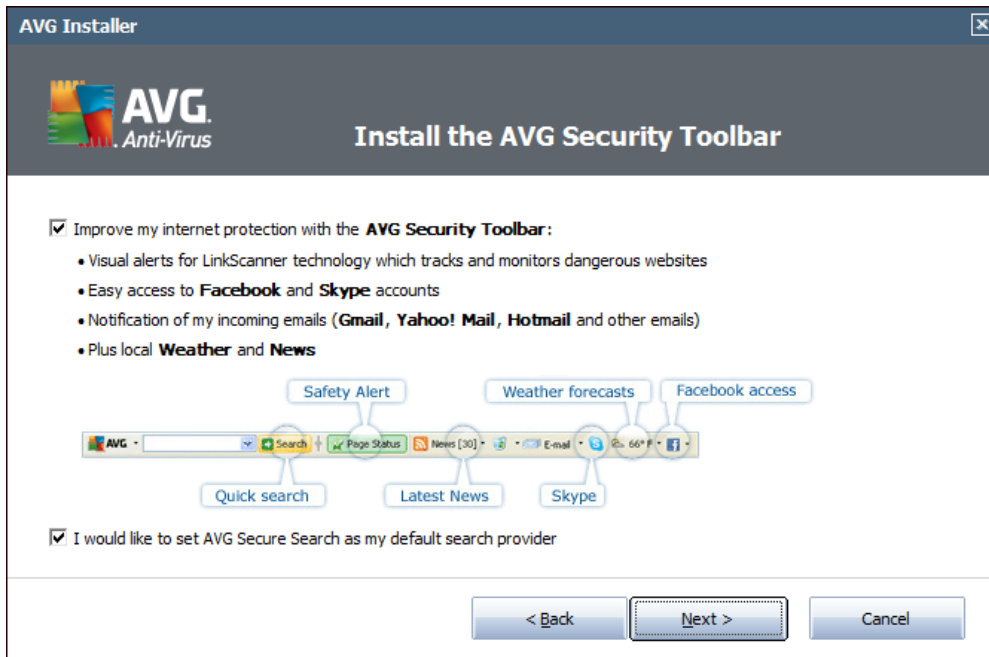 AVG Installer
AVG.
Anti-Virus
Install the AVG Security Toolbar
Improve my internet protection with the AVG Security Toolbar:
• Visual alerts for LinkScanner technology which tracks and monitors dangerous websites
• Easy access to Facebook and Skype accounts
• Notification of my incoming emails (Gmail, Yahoo! Mail, Hotmail and other emails)
• Plus local Weather and News
Safety Alert
Weather forecasts
Facebook access
AVG Search Page Status News [30] E-mail 66° F
Quick search
Latest News
Skype
I would like to set AVG Secure Search as my default search provider
< Back
Next >
Cancel